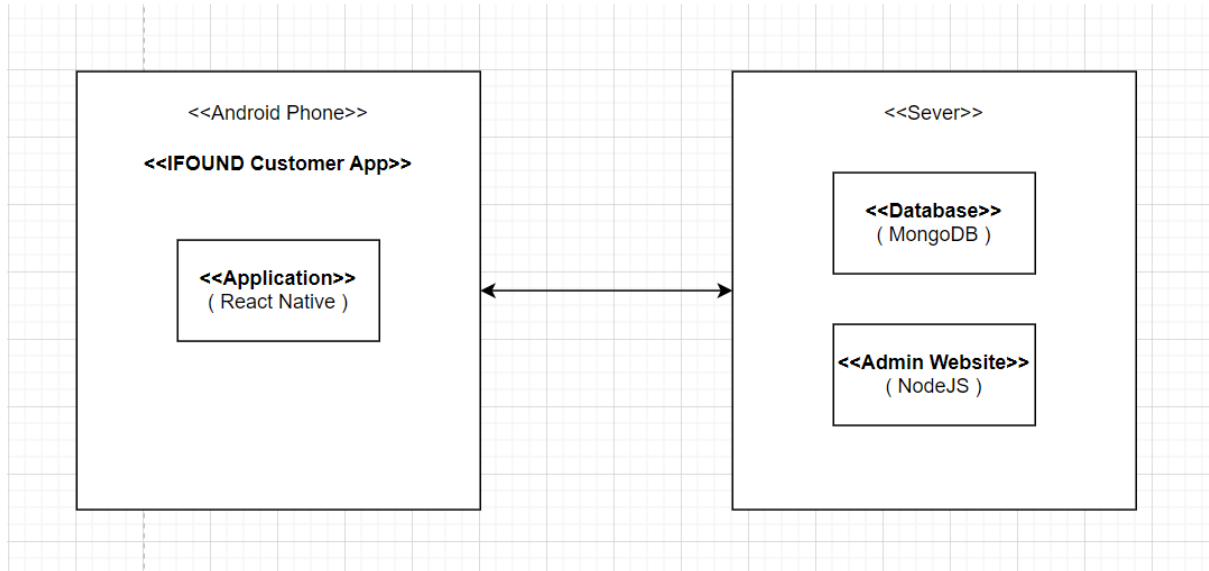 <<Android Phone>>
<<IFOUND Customer App>>
<<Application>>
( React Native )
<<Sever>>
<<Database>>
( MongoDB )
<<Admin Website>>
( NodeJS )